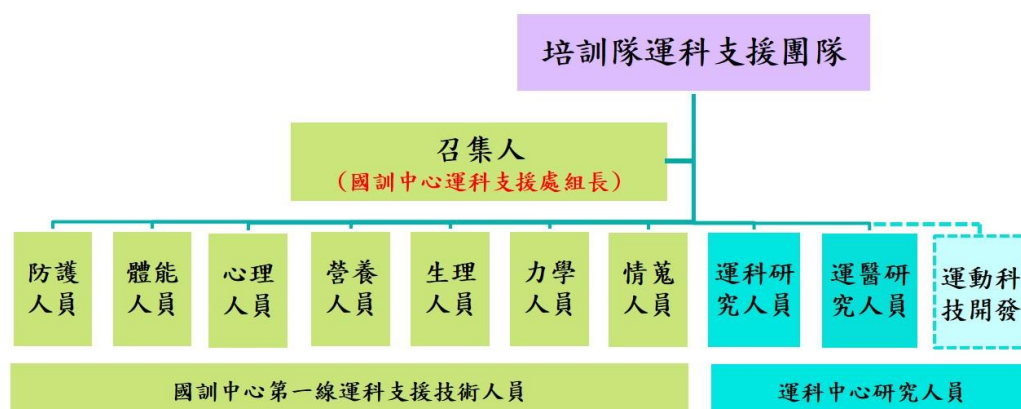 培訓隊運科支援團隊
召集人
（國訓中心運科支援處組長）
防護
人員
體能
人員
心理
人員
營養
人員
生理
人員
力學
人員
情蒐
人員
運科研
究人員
運醫研
究人員
運動科
技開發
國訓中心第一線運科支援技術人員
運科中心研究人員